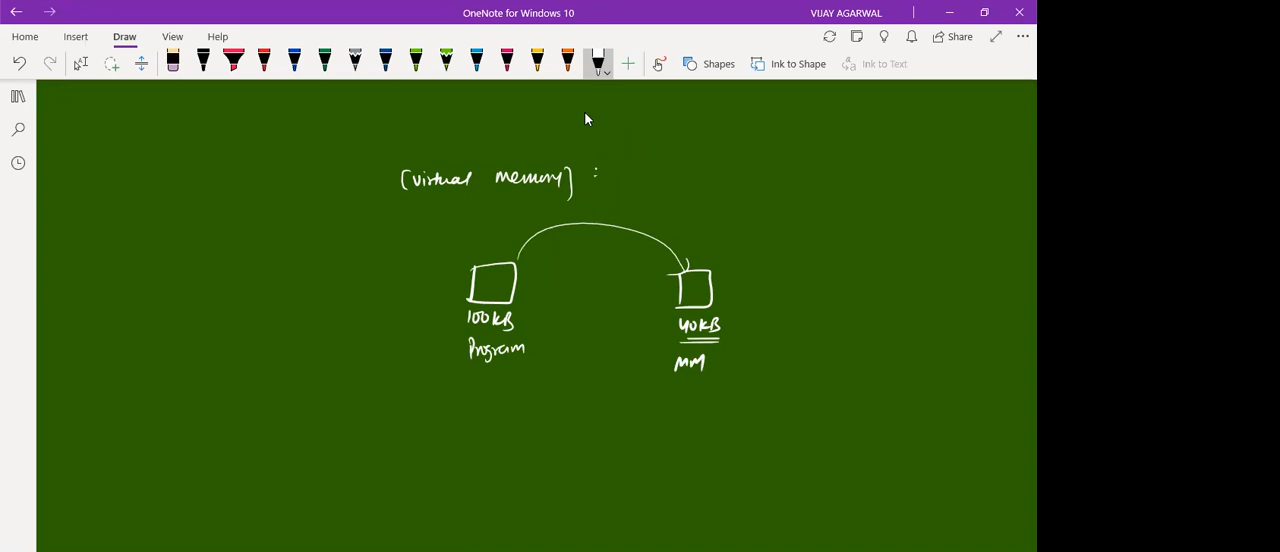 OneNote for Windows 10
VIJAY AGARWAL
Home Insert Draw View Help
Share
Shapes Ink to Shape Ink to Text
[virtual memory] :
100KB 40KB
Program MM